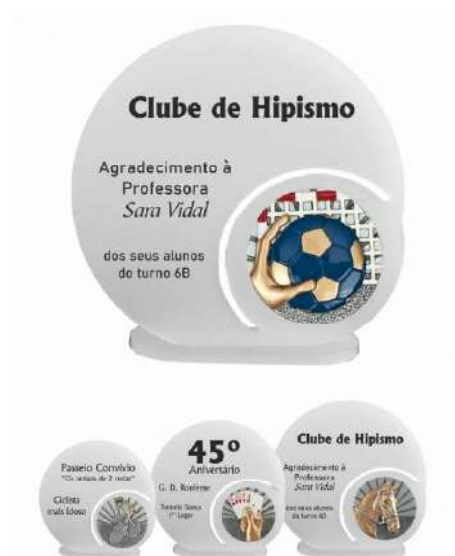 Clube de Hipismo
Agradecimento à
Professora
Sara Vidal
dos seus alunos
do turno 6B
Passeio Convívio
"Os amigos de 2 rodas"
Ciclista
mais Idoso
45º
Aniversário
G. D.
Torneio Sueca
1º Lugar
Clube de Hipismo
Agradecimento à
Professora
Sara Vidal
dos seus alunos
do turno 6B